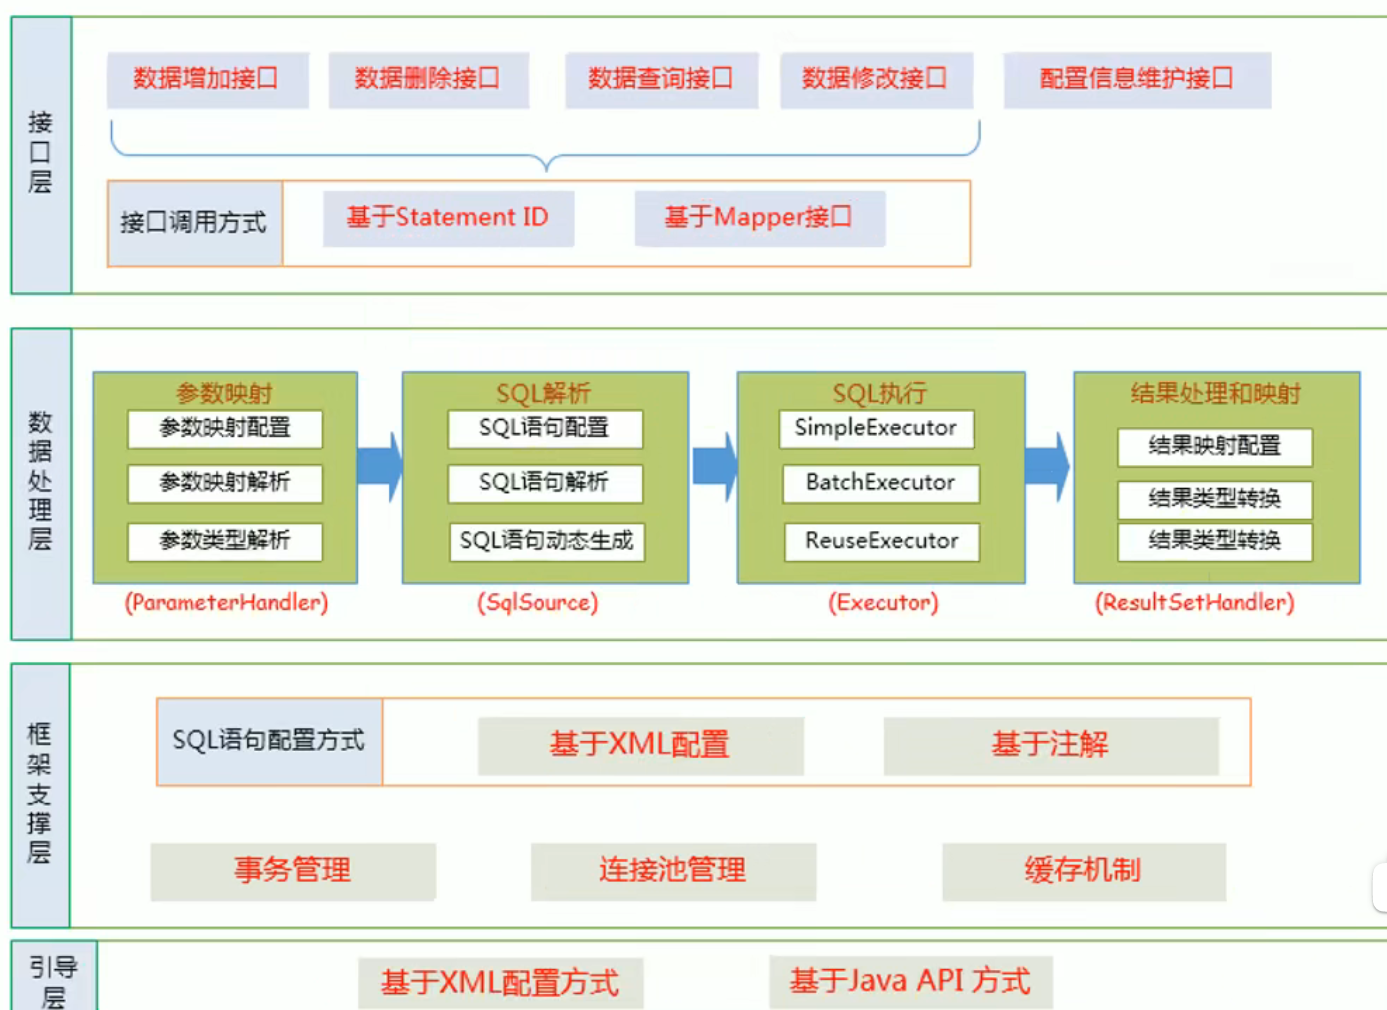 接口层
数据增加接口 数据删除接口 数据查询接口 数据修改接口 配置信息维护接口
接口调用方式 基于Statement ID 基于Mapper接口
数据处理层
参数映射 SQL解析 SQL执行 结果处理和映射
参数映射配置 SQL语句配置 SimpleExecutor 结果映射配置
参数映射解析 SQL语句解析 BatchExecutor 结果类型转换
参数类型解析 SQL语句动态生成 ReuseExecutor 结果类型转换
(ParameterHandler) (SqlSource) (Executor) (ResultSetHandler)
框架支撑层
SQL语句配置方式 基于XML配置 基于注解
事务管理 连接池管理 缓存机制
引导层
基于XML配置方式 基于Java API 方式